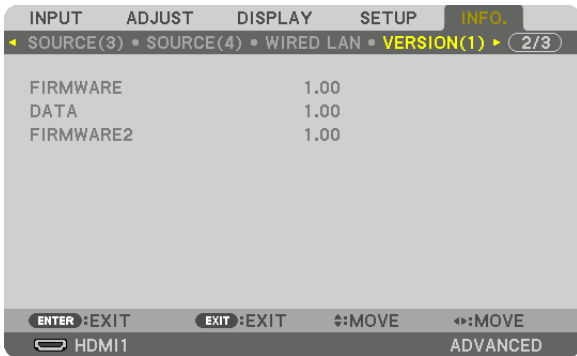 INPUT ADJUST DISPLAY SETUP INFO.
◄ SOURCE(3) • SOURCE(4) • WIRED LAN • VERSION(1) ► 2/3
FIRMWARE 1.00
DATA 1.00
FIRMWARE2 1.00
ENTER :EXIT EXIT :EXIT ♦:MOVE ◂▸:MOVE
HDMI1 ADVANCED